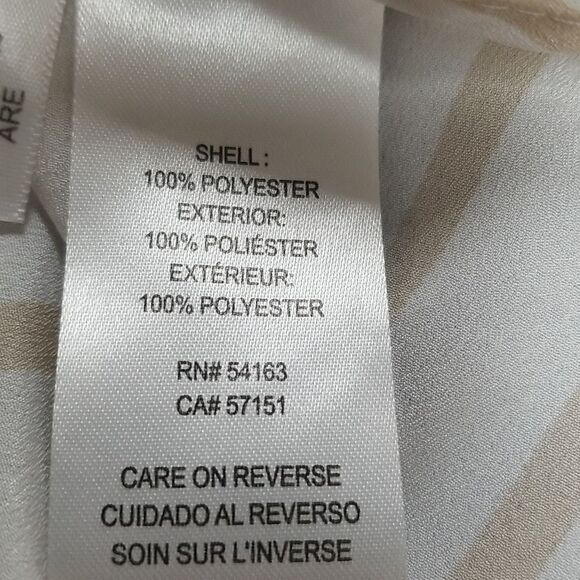 ARE
SHELL:
100% POLYESTER
EXTERIOR:
100% POLIÉSTER
EXTÉRIEUR:
100% POLYESTER
RN# 54163
CA# 57151
CARE ON REVERSE
CUIDADO AL REVERSO
SOIN SUR L'INVERSE